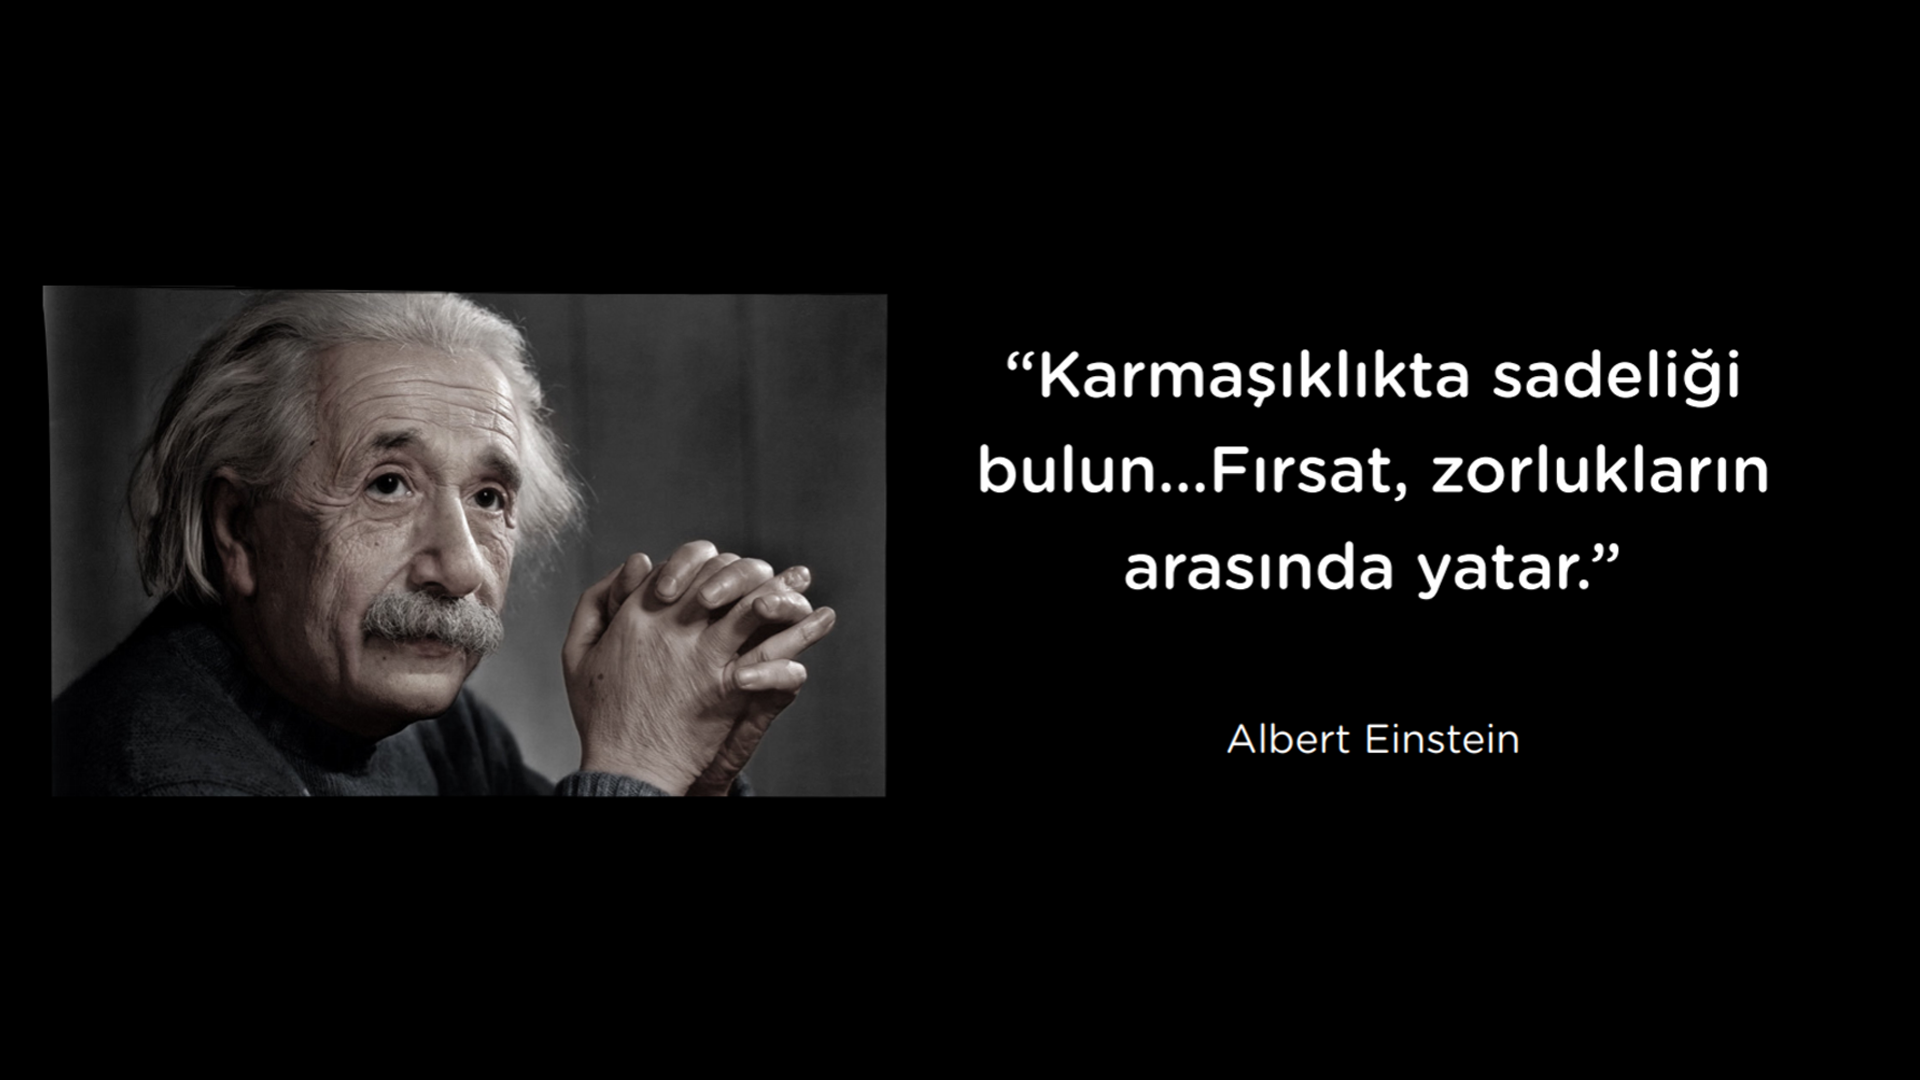 “Karmaşıklıkta sadeliği
bulun...Fırsat, zorlukların
arasında yatar.”
Albert Einstein